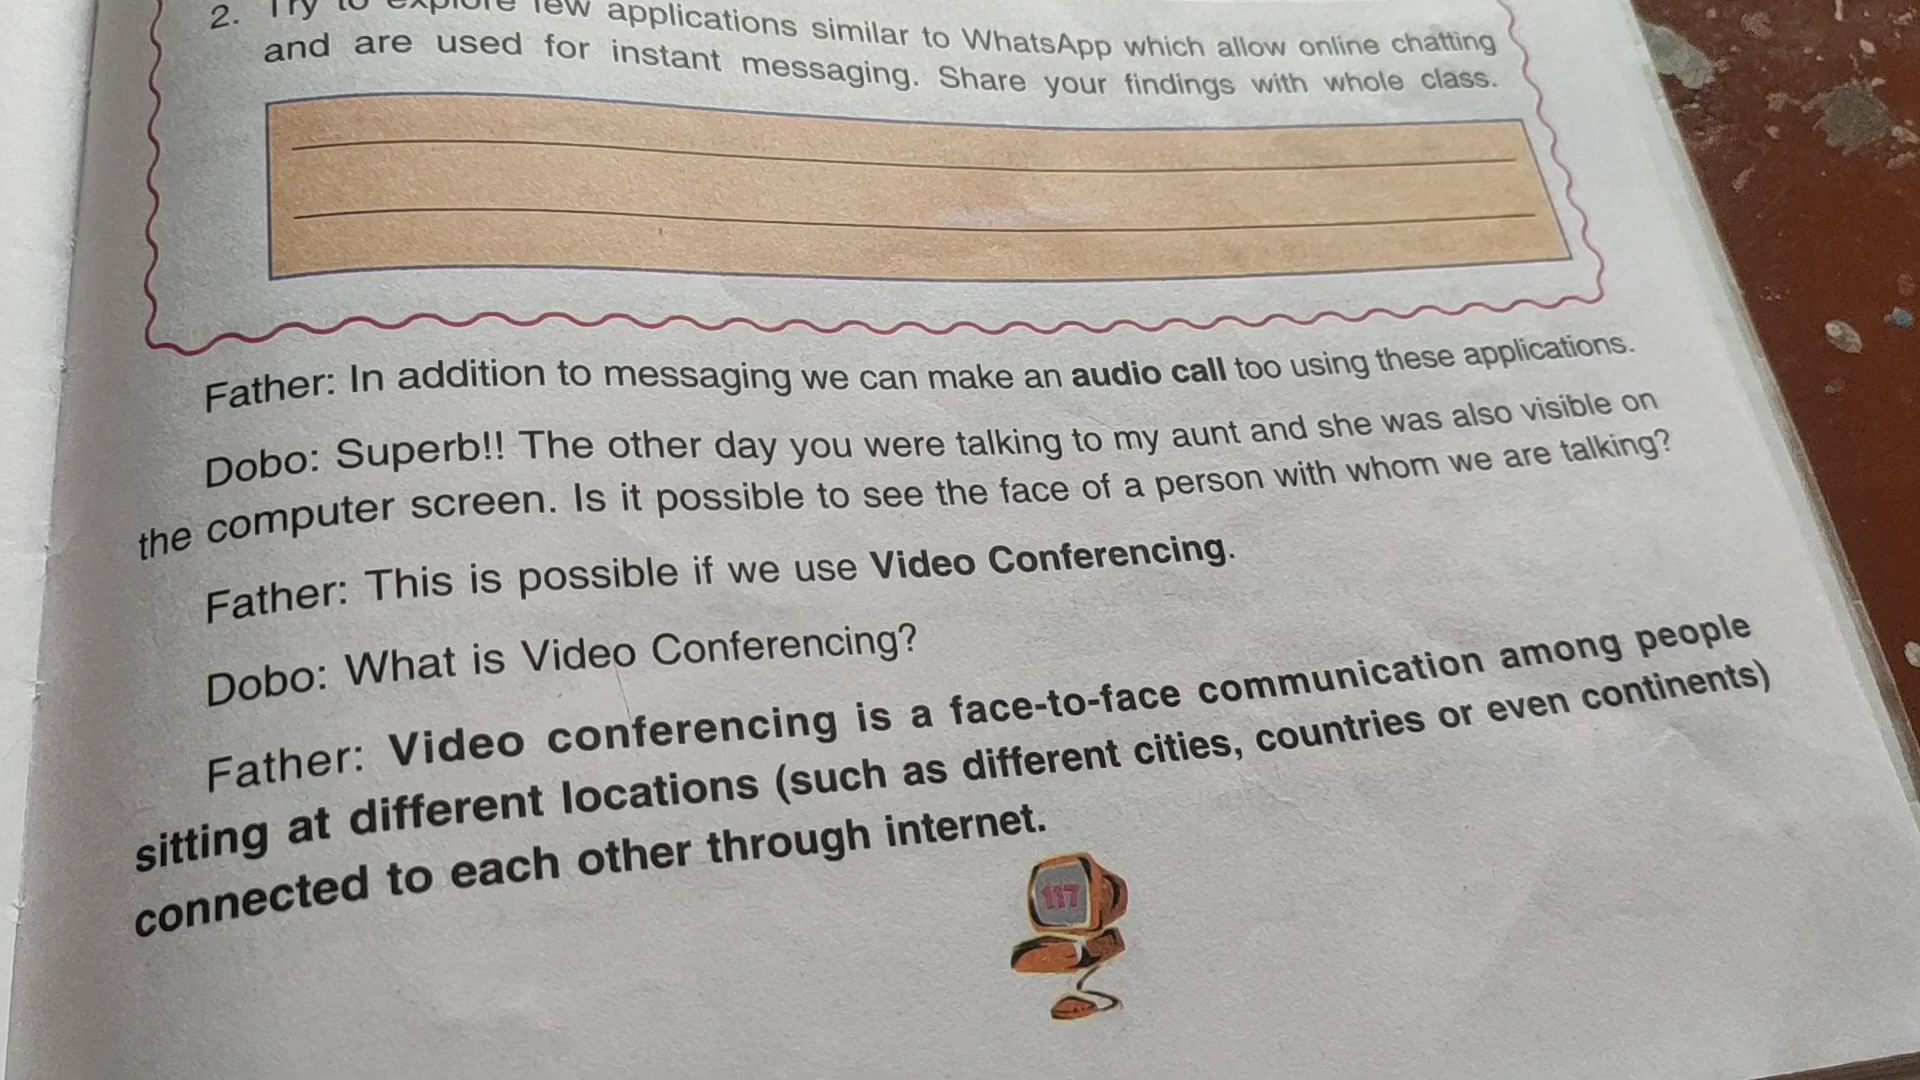 2. Try to explore few applications similar to WhatsApp which allow online chatting
and are used for instant messaging. Share your findings with whole class.
Father: In addition to messaging we can make an audio call too using these applications.
Dobo: Superb!! The other day you were talking to my aunt and she was also visible on
the computer screen. Is it possible to see the face of a person with whom we are talking?
Father: This is possible if we use Video Conferencing.
Dobo: What is Video Conferencing?
Father: Video conferencing is a face-to-face communication among people
sitting at different locations (such as different cities, countries or even continents)
connected to each other through internet.
117